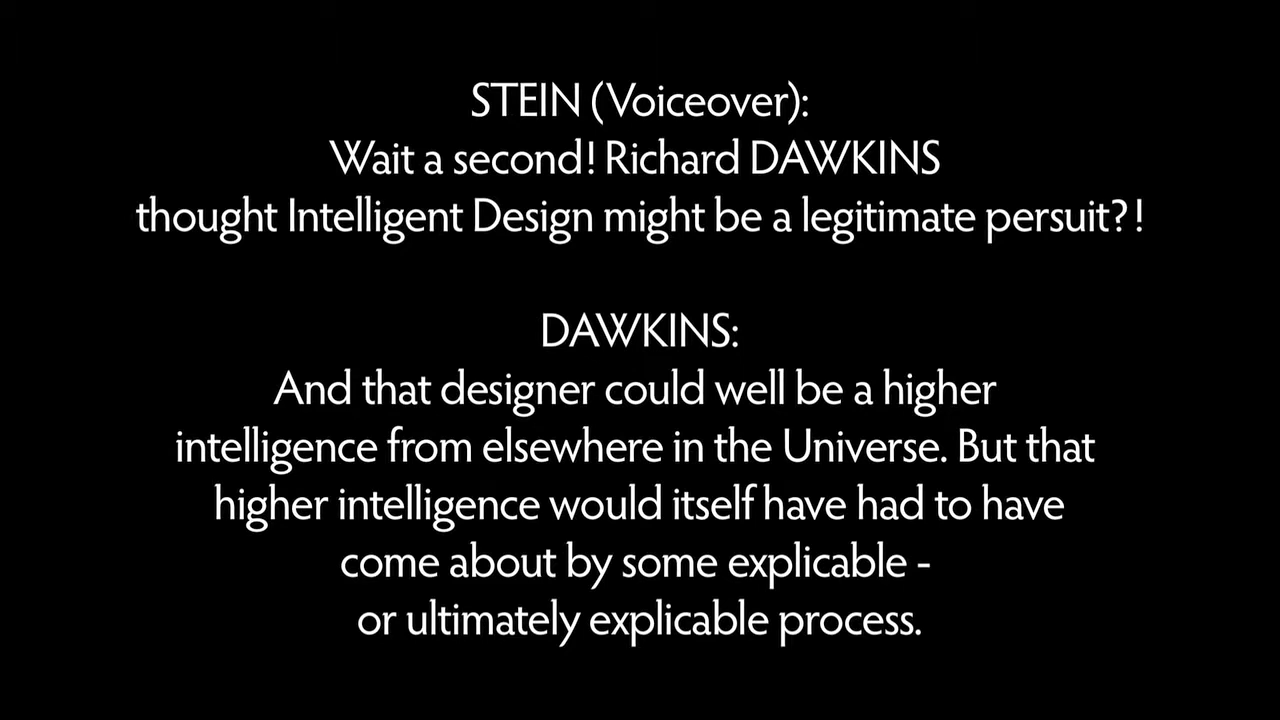 STEIN (Voiceover):
Wait a second! Richard DAWKINS
thought Intelligent Design might be a legitimate persuit?!
DAWKINS:
And that designer could well be a higher
intelligence from elsewhere in the Universe. But that
higher intelligence would itself have had to have
come about by some explicable -
or ultimately explicable process.